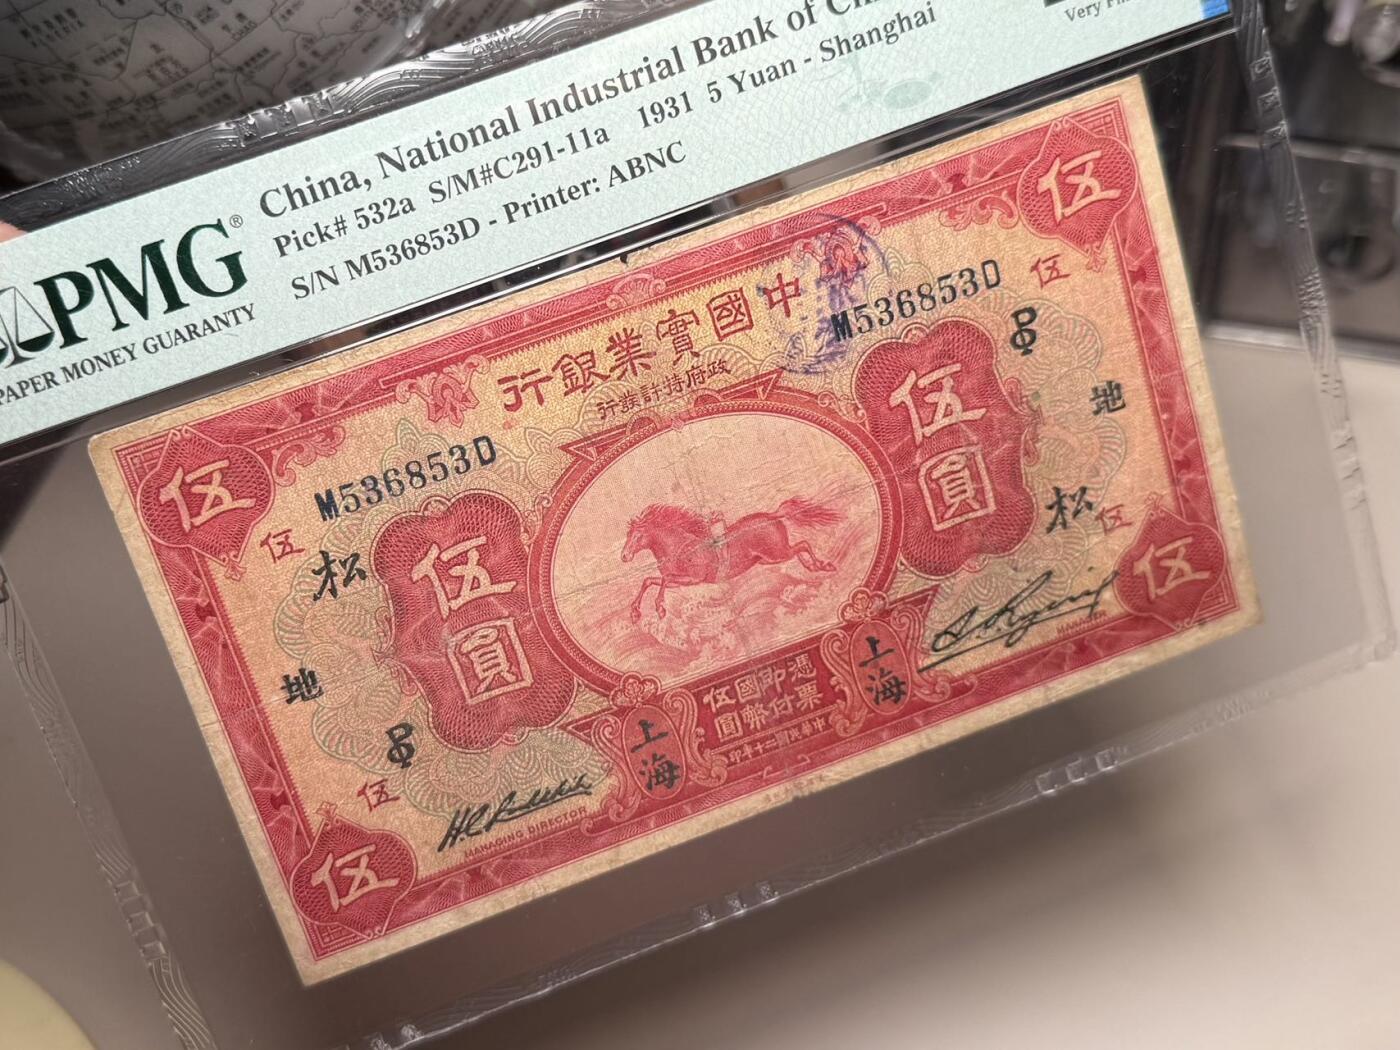 China, National Industrial Bank of
Pick# 532a S/M#C291-11a 1931 5 Yuan - Shanghai
S/N M536853D - Printer: ABNC
PMG®
PAPER MONEY GUARANTY
Very
行銀業實國中
行發許特府政
M536853D
M536853D
伍
伍
伍
伍
伍
伍
伍
伍
伍圓
伍圓
松
地
地
松
上海
上海
憑票即付國幣伍圓
印年十二國民華中
MANAGING DIRECTOR
MANAGER